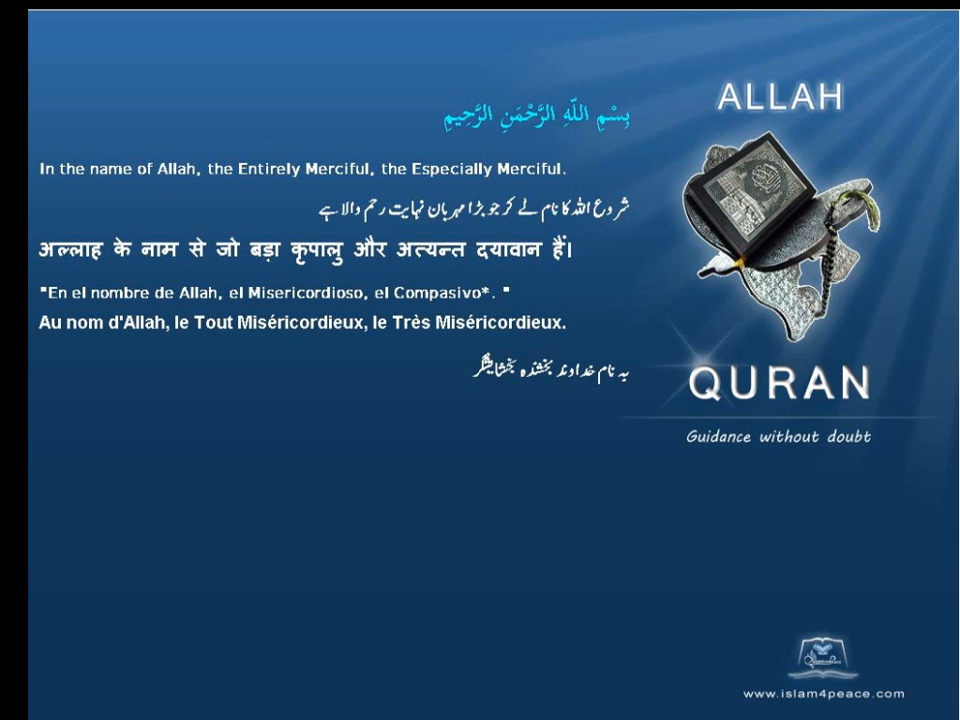 بِسْمِ اللَّهِ الرَّحْمَنِ الرَّحِيمِ
In the name of Allah, the Entirely Merciful, the Especially Merciful.
شروع الله کا نام لے کر جو بڑا مہربان نہایت رحم والا ہے
अल्लाह के नाम से जो बड़ा कृपालु और अत्यन्त दयावान हैं।
"En el nombre de Allah, el Misericordioso, el Compasivo*. "
Au nom d'Allah, le Tout Miséricordieux, le Très Miséricordieux.
به نام خداوند بخشنده بخشایشگر
ALLAH
QURAN
Guidance without doubt
www.islam4peace.com